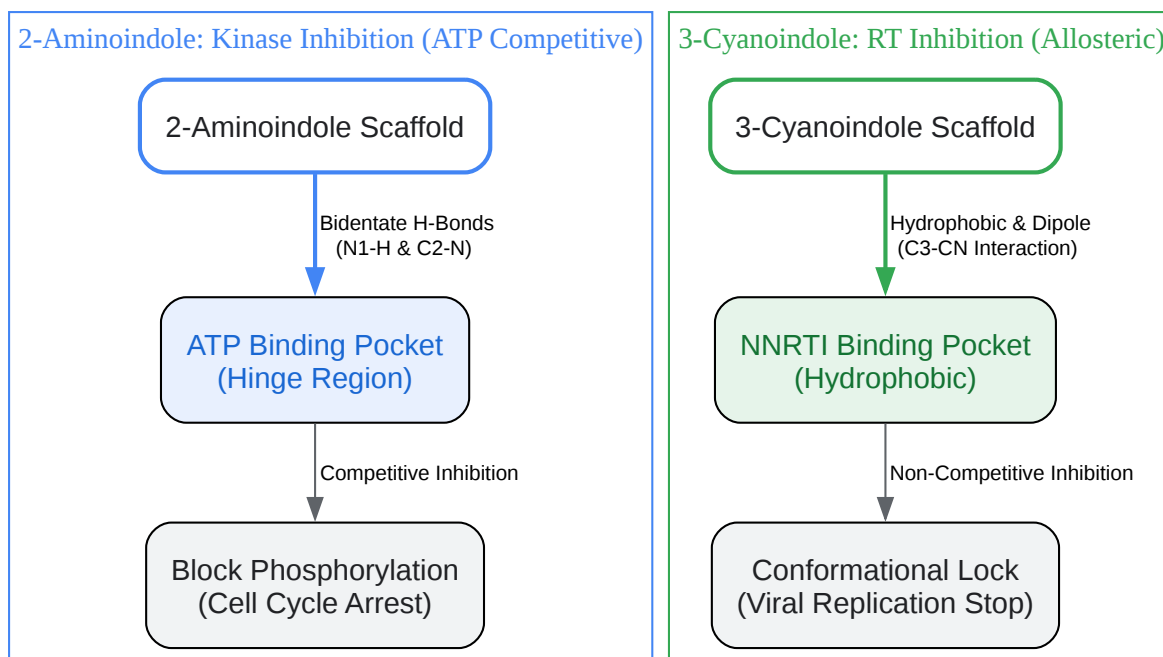 2-Aminoindole: Kinase Inhibition (ATP Competitive)
2-Aminoindole Scaffold
Bidentate H-Bonds
(N1-H & C2-N)
ATP Binding Pocket
(Hinge Region)
Competitive Inhibition
Block Phosphorylation
(Cell Cycle Arrest)
3-Cyanoindole: RT Inhibition (Allosteric)
3-Cyanoindole Scaffold
Hydrophobic & Dipole
(C3-CN Interaction)
NNRTI Binding Pocket
(Hydrophobic)
Non-Competitive Inhibition
Conformational Lock
(Viral Replication Stop)